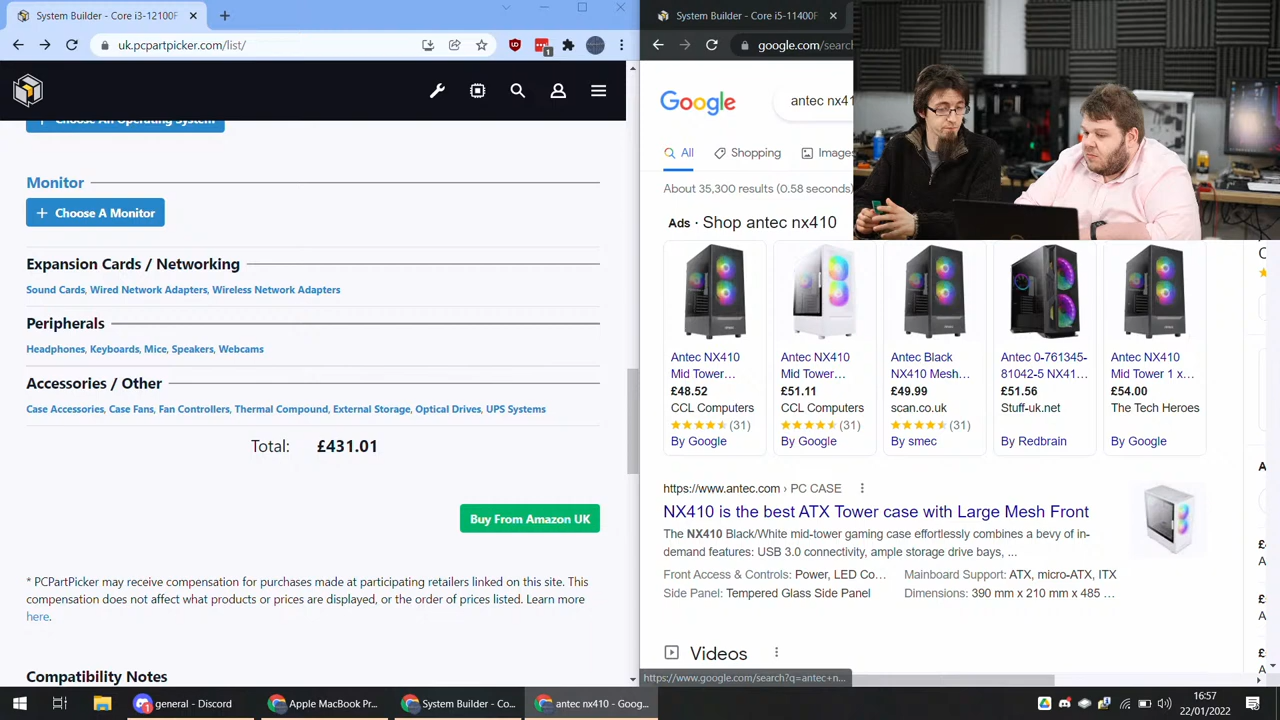 System Builder - Core i3-12100F
uk.pcpartpicker.com/list/
1
Choose An Operating System
Monitor
Choose A Monitor
Expansion Cards / Networking
Sound Cards, Wired Network Adapters, Wireless Network Adapters
Peripherals
Headphones, Keyboards, Mice, Speakers, Webcams
Accessories / Other
Case Accessories, Case Fans, Fan Controllers, Thermal Compound, External Storage, Optical Drives, UPS Systems
Total: £431.01
Buy From Amazon UK
* PCPartPicker may receive compensation for purchases made at participating retailers linked on this site. This
compensation does not affect what products or prices are displayed, or the order of prices listed. Learn more
here.
Compatibility Notes
System Builder - Core i5-11400F
google.com/search
Google
antec nx41
All Shopping Images
About 35,300 results (0.58 seconds)
Ads · Shop antec nx410
Antec NX410
Mid Tower…
£48.52
CCL Computers
(31)
By Google
Antec NX410
Mid Tower…
£51.11
CCL Computers
(31)
By Google
Antec Black
NX410 Mesh…
£49.99
scan.co.uk
(31)
By smec
Antec 0-761345-
81042-5 NX41…
£51.56
Stuff-uk.net
By Redbrain
Antec NX410
Mid Tower 1 x…
£54.00
The Tech Heroes
By Google
https://www.antec.com › PC CASE
NX410 is the best ATX Tower case with Large Mesh Front
The NX410 Black/White mid-tower gaming case effortlessly combines a bevy of in-
demand features: USB 3.0 connectivity, ample storage drive bays, ...
Front Access & Controls: Power, LED Co… Mainboard Support: ATX, micro-ATX, ITX
Side Panel: Tempered Glass Side Panel Dimensions: 390 mm x 210 mm x 485 …
Videos
https://www.google.com/search?q=antec+n...
general - Discord
Apple MacBook Pr...
System Builder - Co...
antec nx410 - Goog...
16:57
22/01/2022